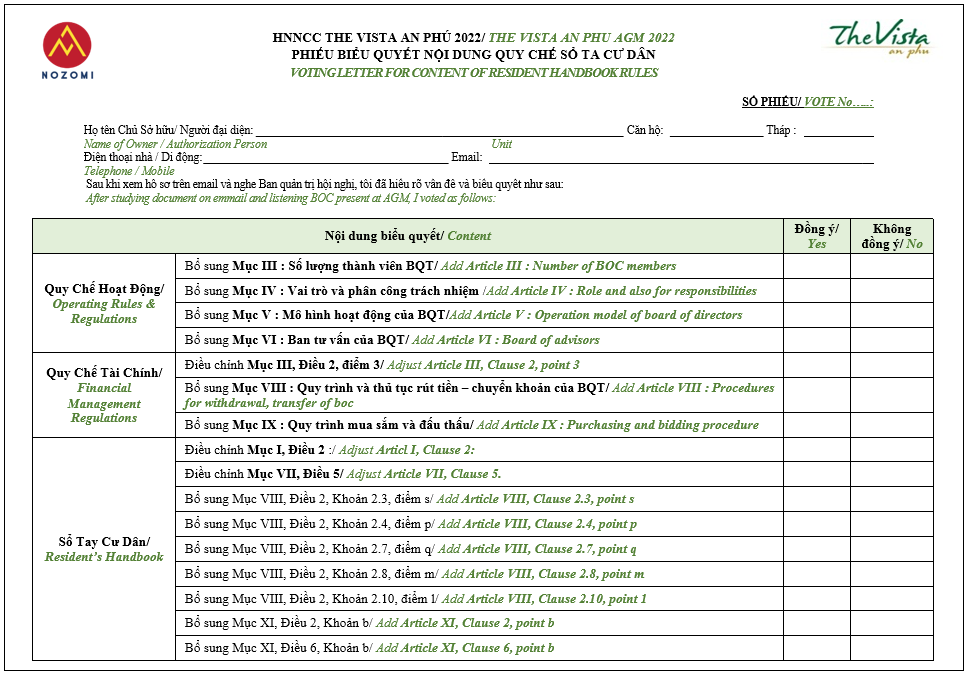 NOZOMI
The Vista
an phu
HNNCC THE VISTA AN PHÚ 2022/ THE VISTA AN PHU AGM 2022
PHIẾU BIỂU QUYẾT NỘI DUNG QUY CHẾ SỔ TA CƯ DÂN
VOTING LETTER FOR CONTENT OF RESIDENT HANDBOOK RULES
SỐ PHIẾU/ VOTE No…..:
Họ tên Chủ Sở hữu/ Người đại diện: Căn hộ: Tháp :
Name of Owner / Authorization Person Unit
Điện thoại nhà / Di động: Email:
Telephone / Mobile
Sau khi xem hồ sơ trên email và nghe Ban quản trị hội nghị, tôi đã hiểu rõ vấn đề và biểu quyết như sau:
After studying document on emmail and listening BOC present at AGM, I voted as follows:
Nội dung biểu quyết/ Content
Đồng ý/
Yes
Không
đồng ý/ No
Quy Chế Hoạt Động/
Operating Rules &
Regulations
Bổ sung Mục III : Số lượng thành viên BQT/ Add Article III : Number of BOC members
Bổ sung Mục IV : Vai trò và phân công trách nhiệm /Add Article IV : Role and also for responsibilities
Bổ sung Mục V : Mô hình hoạt động của BQT/Add Article V : Operation model of board of directors
Bổ sung Mục VI : Ban tư vấn của BQT/ Add Article VI : Board of advisors
Quy Chế Tài Chính/
Financial
Management
Regulations
Điều chỉnh Mục III, Điều 2, điểm 3/ Adjust Article III, Clause 2, point 3
Bổ sung Mục VIII : Quy trình và thủ tục rút tiền – chuyển khoản của BQT/ Add Article VIII : Procedures
for withdrawal, transfer of boc
Bổ sung Mục IX : Quy trình mua sắm và đấu thầu/ Add Article IX : Purchasing and bidding procedure
Sổ Tay Cư Dân/
Resident's Handbook
Điều chỉnh Mục I, Điều 2 :/ Adjust Articl I, Clause 2:
Điều chỉnh Mục VII, Điều 5/ Adjust Article VII, Clause 5.
Bổ sung Mục VIII, Điều 2, Khoản 2.3, điểm s/ Add Article VIII, Clause 2.3, point s
Bổ sung Mục VIII, Điều 2, Khoản 2.4, điểm p/ Add Article VIII, Clause 2.4, point p
Bổ sung Mục VIII, Điều 2, Khoản 2.7, điểm q/ Add Article VIII, Clause 2.7, point q
Bổ sung Mục VIII, Điều 2, Khoản 2.8, điểm m/ Add Article VIII, Clause 2.8, point m
Bổ sung Mục VIII, Điều 2, Khoản 2.10, điểm l/ Add Article VIII, Clause 2.10, point 1
Bổ sung Mục XI, Điều 2, Khoản b/ Add Article XI, Clause 2, point b
Bổ sung Mục XI, Điều 6, Khoản b/ Add Article XI, Clause 6, point b